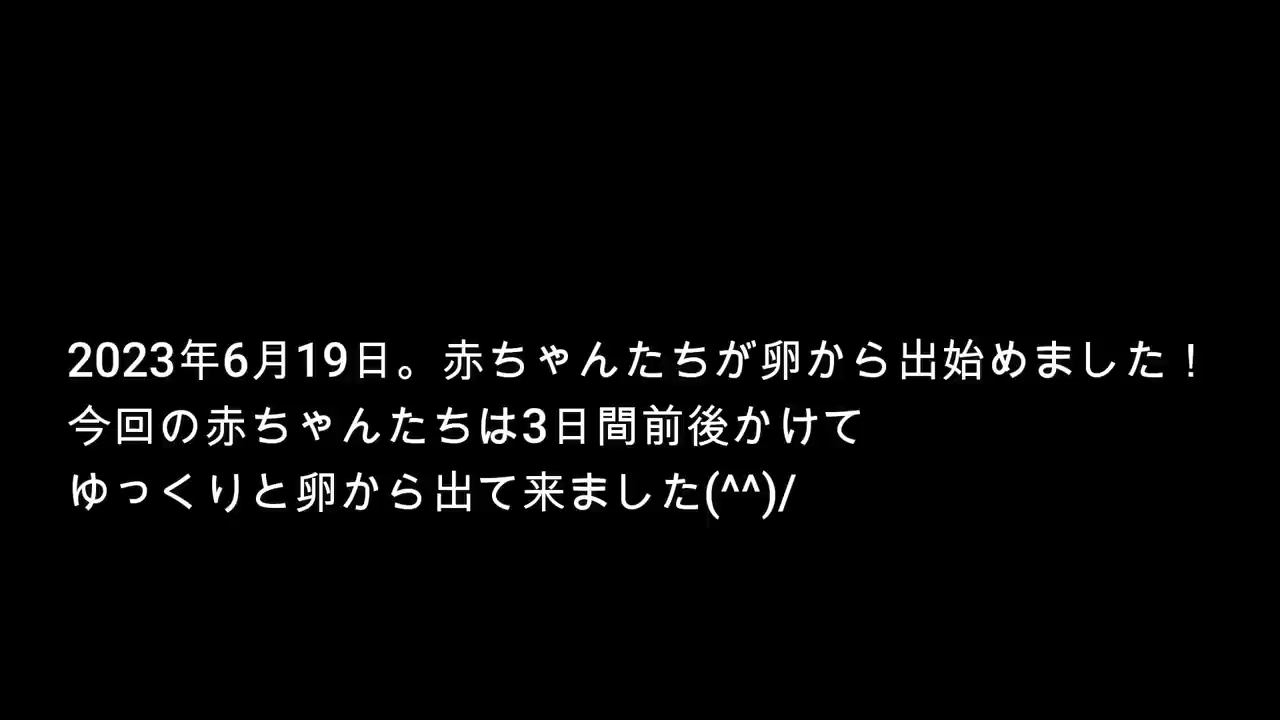 2023年6月19日。赤ちゃんたちが卵から出始めました！
今回の赤ちゃんたちは3日間前後かけて
ゆっくりと卵から出て来ました(^^)/